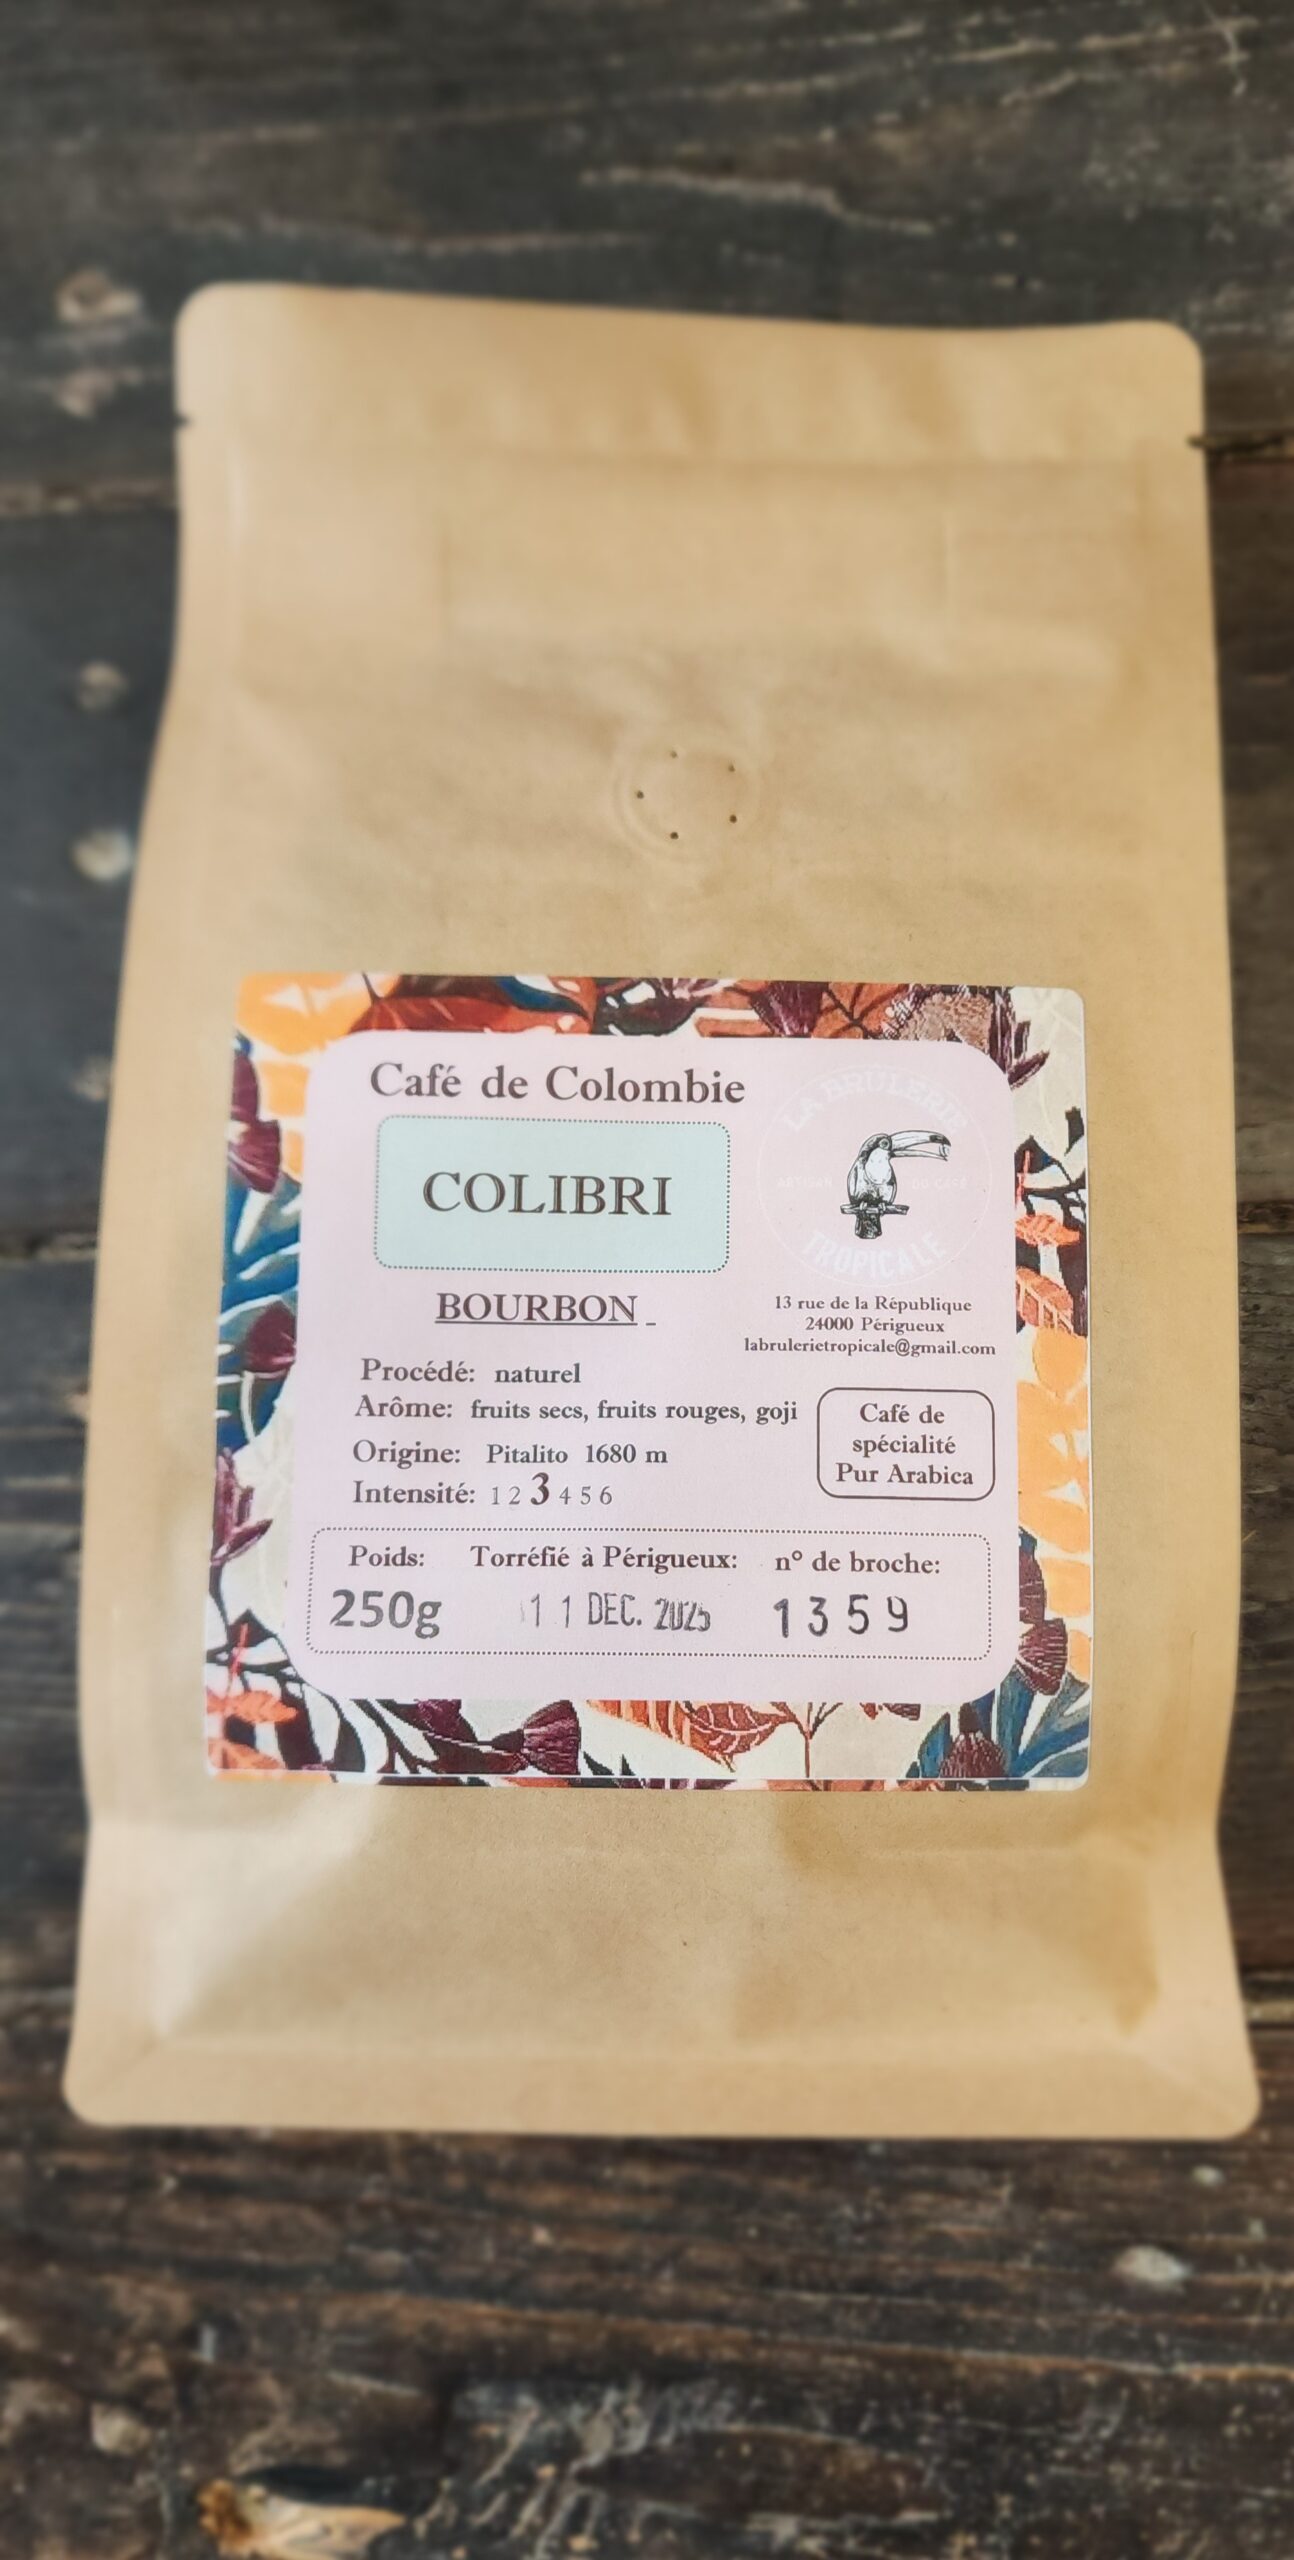 Café de Colombie
COLIBRI
BOURBON
LA BRÛLERIE
ARTISAN DU CAFÉ
TROPICALE
13 rue de la République
24000 Périgueux
labrulerietropicale@gmail.com
Procédé: naturel
Arôme: fruits secs, fruits rouges, goji
Origine: Pitalito 1680 m
Intensité: 1 2 3 4 5 6
Café de
spécialité
Pur Arabica
Poids: Torréfié à Périgueux: n° de broche:
250g 11 DEC. 2025 1359